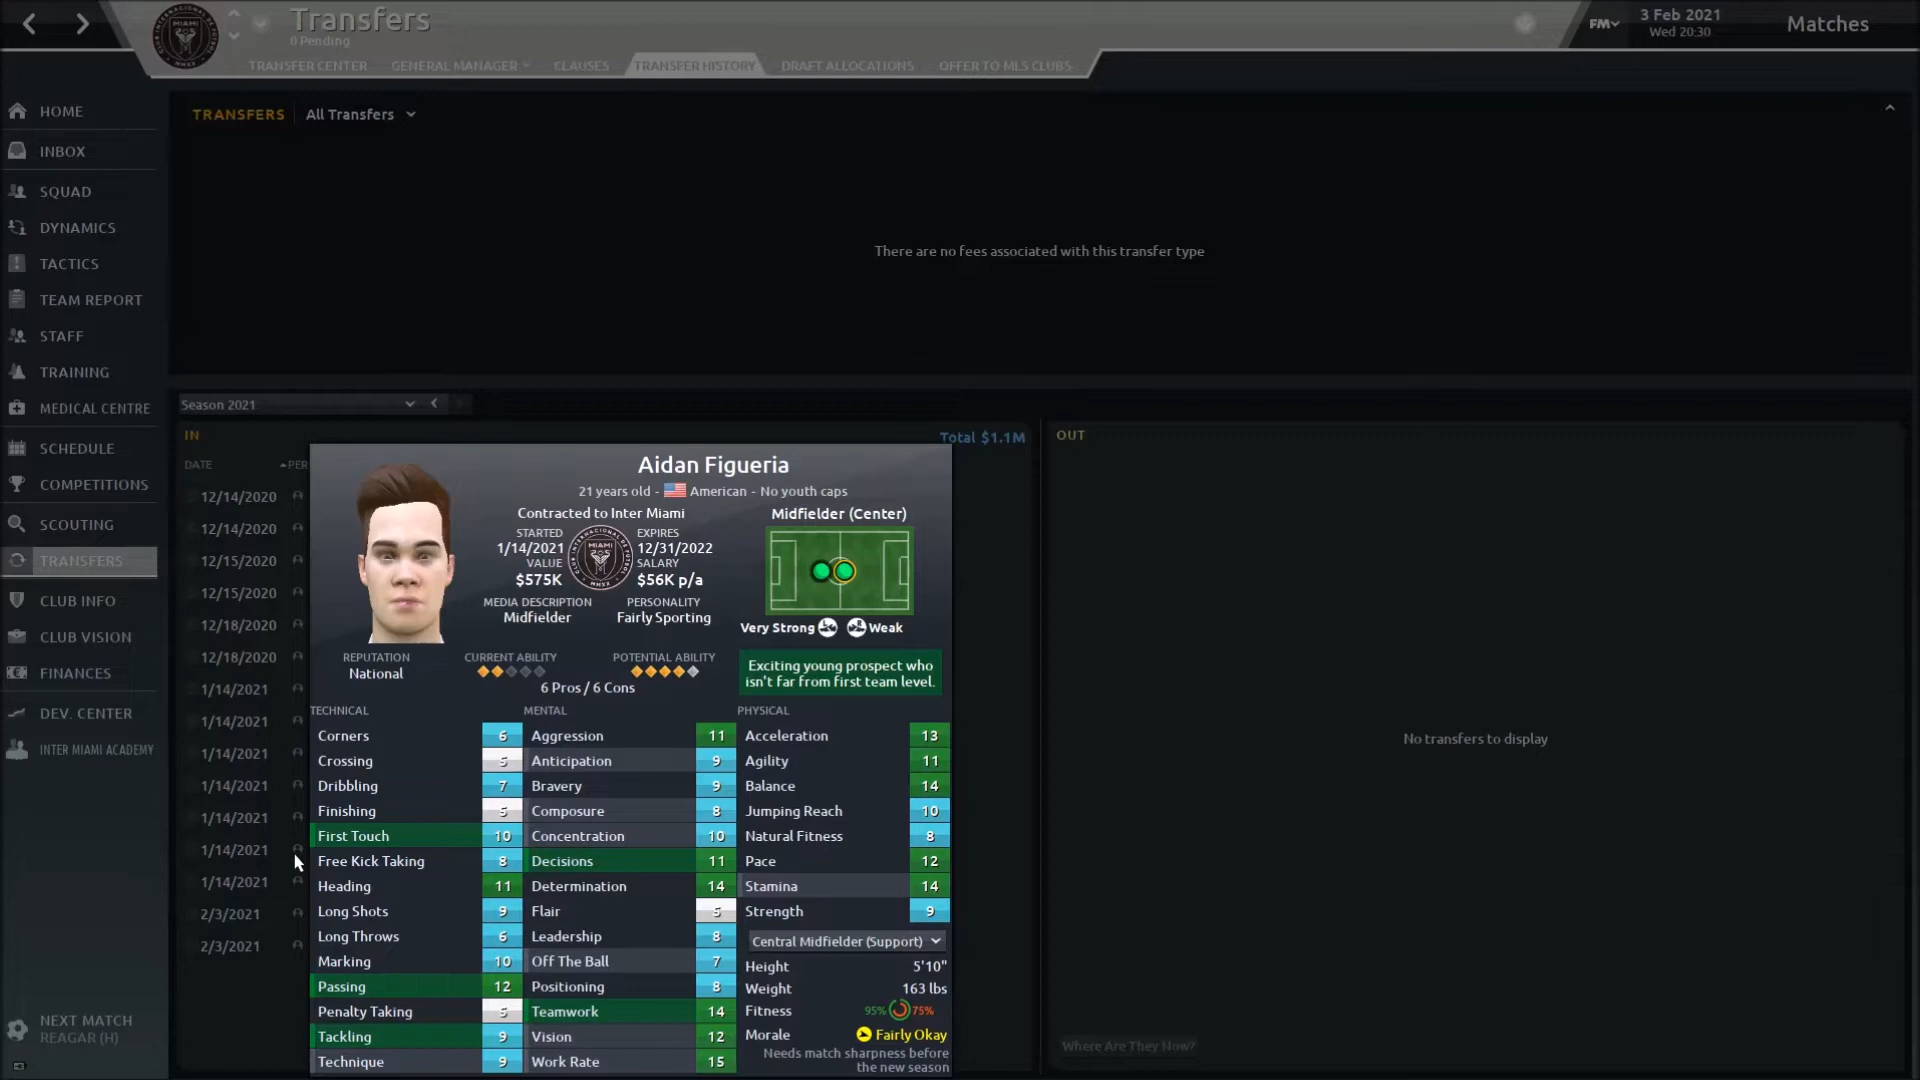 Transfers
0 Pending
FM
3 Feb 2021
Wed 20:30
Matches
TRANSFER CENTER
GENERAL MANAGER
CLAUSES
TRANSFER HISTORY
DRAFT ALLOCATIONS
OFFER TO MLS CLUBS
HOME
INBOX
SQUAD
DYNAMICS
TACTICS
TEAM REPORT
STAFF
TRAINING
MEDICAL CENTRE
SCHEDULE
COMPETITIONS
SCOUTING
TRANSFERS
CLUB INFO
CLUB VISION
FINANCES
DEV. CENTER
INTER MIAMI ACADEMY
NEXT MATCH
REAGAR (H)
TRANSFERS
All Transfers
There are no fees associated with this transfer type
Season 2021
IN
Total $1.1M
DATE
PER
12/14/2020
12/14/2020
12/15/2020
12/15/2020
12/18/2020
12/18/2020
1/14/2021
1/14/2021
1/14/2021
1/14/2021
1/14/2021
1/14/2021
1/14/2021
2/3/2021
2/3/2021
Aidan Figueria
21 years old - American - No youth caps
Contracted to Inter Miami
STARTED
1/14/2021
VALUE
$575K
EXPIRES
12/31/2022
SALARY
$56K p/a
MEDIA DESCRIPTION
Midfielder
PERSONALITY
Fairly Sporting
Midfielder (Center)
Very Strong
Weak
REPUTATION
National
CURRENT ABILITY
POTENTIAL ABILITY
6 Pros / 6 Cons
Exciting young prospect who
isn't far from first team level.
TECHNICAL
Corners 6
Crossing 5
Dribbling 7
Finishing 5
First Touch 10
Free Kick Taking 8
Heading 11
Long Shots 9
Long Throws 6
Marking 10
Passing 12
Penalty Taking 5
Tackling 9
Technique 9
MENTAL
Aggression 11
Anticipation 9
Bravery 9
Composure 8
Concentration 10
Decisions 11
Determination 14
Flair 5
Leadership 8
Off The Ball 7
Positioning 8
Teamwork 14
Vision 12
Work Rate 15
PHYSICAL
Acceleration 13
Agility 11
Balance 14
Jumping Reach 10
Natural Fitness 8
Pace 12
Stamina 14
Strength 9
Central Midfielder (Support)
Height 5'10"
Weight 163 lbs
Fitness 95% 75%
Morale Fairly Okay
Needs match sharpness before
the new season
OUT
No transfers to display
Where Are They Now?